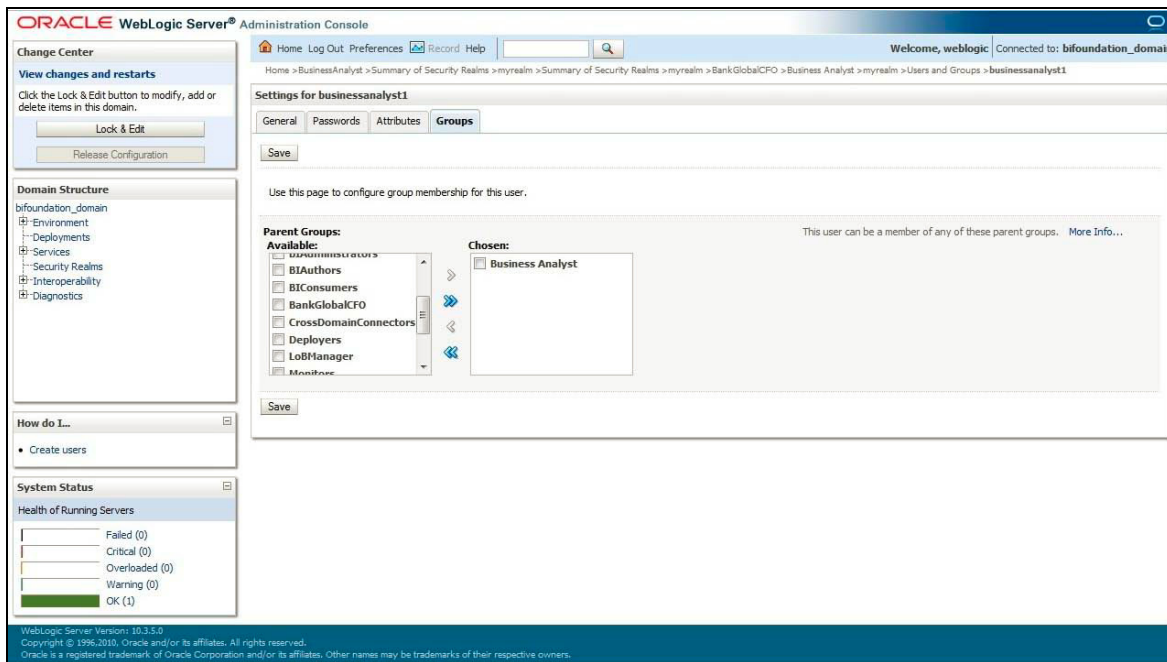 ORACLE WebLogic Server® Administration Console
Change Center
View changes and restarts
Click the Lock & Edit button to modify, add or
delete items in this domain.
Lock & Edit
Release Configuration
Domain Structure
bifoundation_domain
Environment
Deployments
Services
Security Realms
Interoperability
Diagnostics
How do I...
Create users
System Status
Health of Running Servers
Failed (0)
Critical (0)
Overloaded (0)
Warning (0)
OK (1)
Home Log Out Preferences Record Help
Welcome, weblogic Connected to: bifoundation_domai
Home >BusinessAnalyst >Summary of Security Realms >myrealm >Summary of Security Realms >myrealm >BankGlobalCFO >Business Analyst >myrealm >Users and Groups >businessanalyst1
Settings for businessanalyst1
General Passwords Attributes Groups
Save
Use this page to configure group membership for this user.
Parent Groups:
This user can be a member of any of these parent groups. More Info...
Available:
BIAdministrators
BIAuthors
BIConsumers
BankGlobalCFO
CrossDomainConnectors
Deployers
LoBManager
Monitors
Chosen:
Business Analyst
Save
WebLogic Server Version: 10.3.5.0
Copyright © 1996,2010, Oracle and/or its affiliates. All rights reserved.
Oracle is a registered trademark of Oracle Corporation and/or its affiliates. Other names may be trademarks of their respective owners.